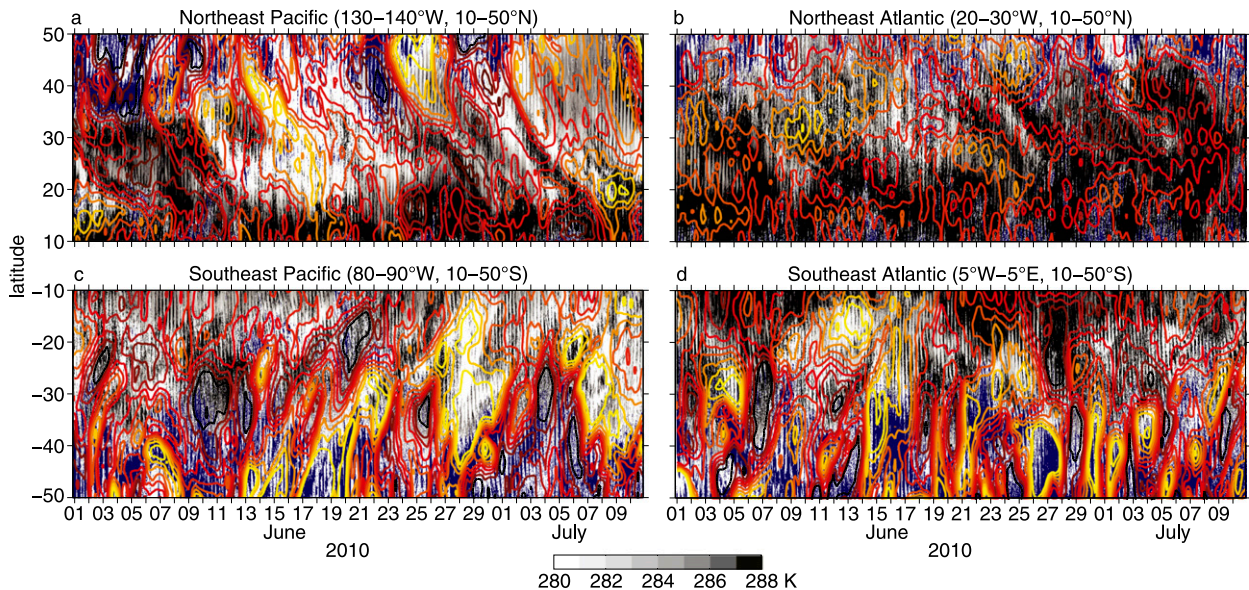 a Northeast Pacific (130–140°W, 10–50°N)
b Northeast Atlantic (20–30°W, 10–50°N)
50
40
30
20
10
c Southeast Pacific (80–90°W, 10–50°S)
d Southeast Atlantic (5°W–5°E, 10–50°S)
latitude
−10
−20
−30
−40
−50
01 03 05 07 09 11 13 15 17 19 21 23 25 27 29 01 03 05 07 09
01 03 05 07 09 11 13 15 17 19 21 23 25 27 29 01 03 05 07 09
June July
June July
2010
2010
280 282 284 286 288 K